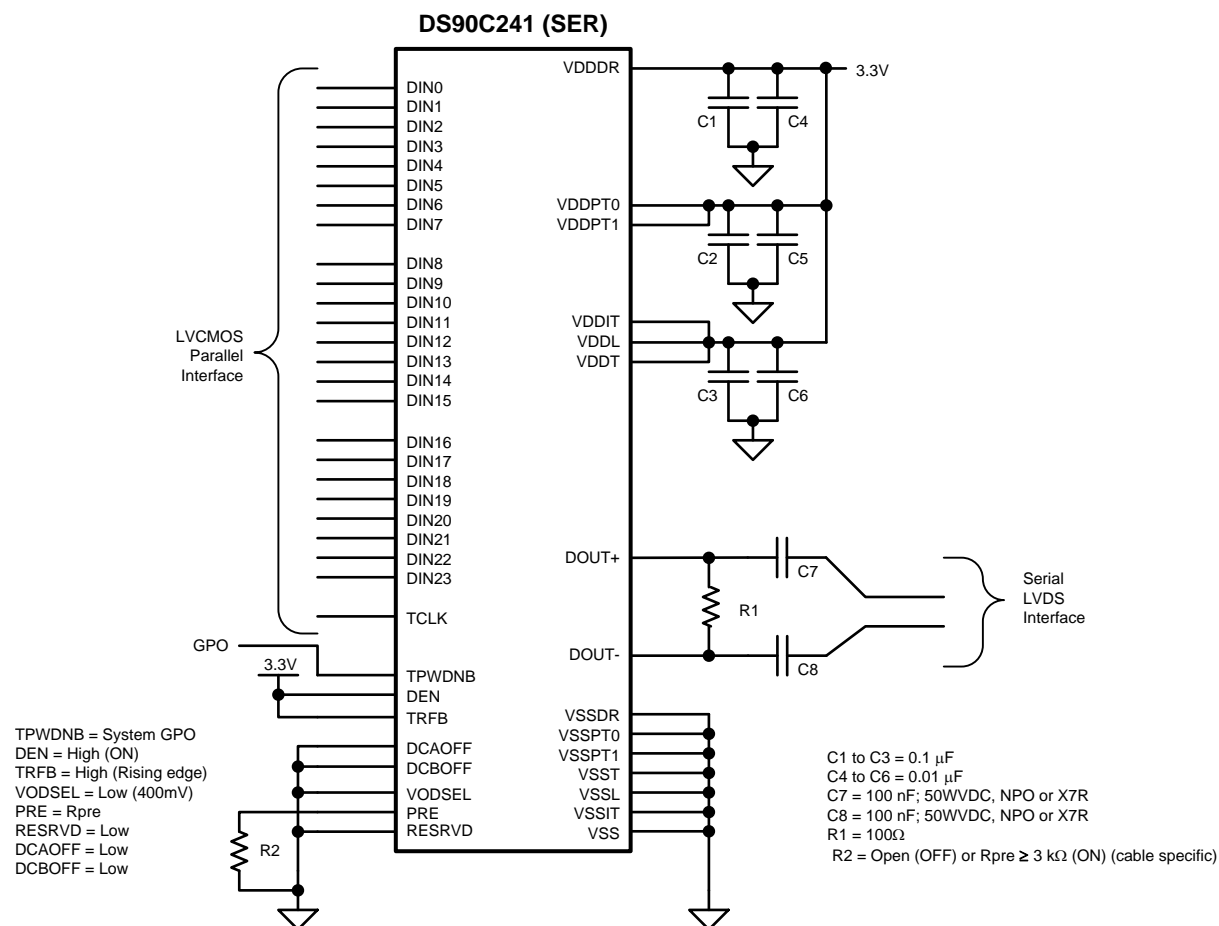 DS90C241 (SER)
LVCMOS
Parallel
Interface
DIN0
DIN1
DIN2
DIN3
DIN4
DIN5
DIN6
DIN7
DIN8
DIN9
DIN10
DIN11
DIN12
DIN13
DIN14
DIN15
DIN16
DIN17
DIN18
DIN19
DIN20
DIN21
DIN22
DIN23
TCLK
GPO
3.3V
TPWDNB
DEN
TRFB
DCAOFF
DCBOFF
VODSEL
PRE
RESRVD
R2
VDDDR
3.3V
C1
C4
VDDPT0
VDDPT1
C2
C5
VDDIT
VDDL
VDDT
C3
C6
DOUT+
C7
R1
DOUT-
C8
Serial
LVDS
Interface
VSSDR
VSSPT0
VSSPT1
VSST
VSSL
VSSIT
VSS
TPWDNB = System GPO
DEN = High (ON)
TRFB = High (Rising edge)
VODSEL = Low (400mV)
PRE = Rpre
RESRVD = Low
DCAOFF = Low
DCBOFF = Low
C1 to C3 = 0.1 μF
C4 to C6 = 0.01 μF
C7 = 100 nF; 50WVDC, NPO or X7R
C8 = 100 nF; 50WVDC, NPO or X7R
R1 = 100Ω
R2 = Open (OFF) or Rpre ≥ 3 kΩ (ON) (cable specific)